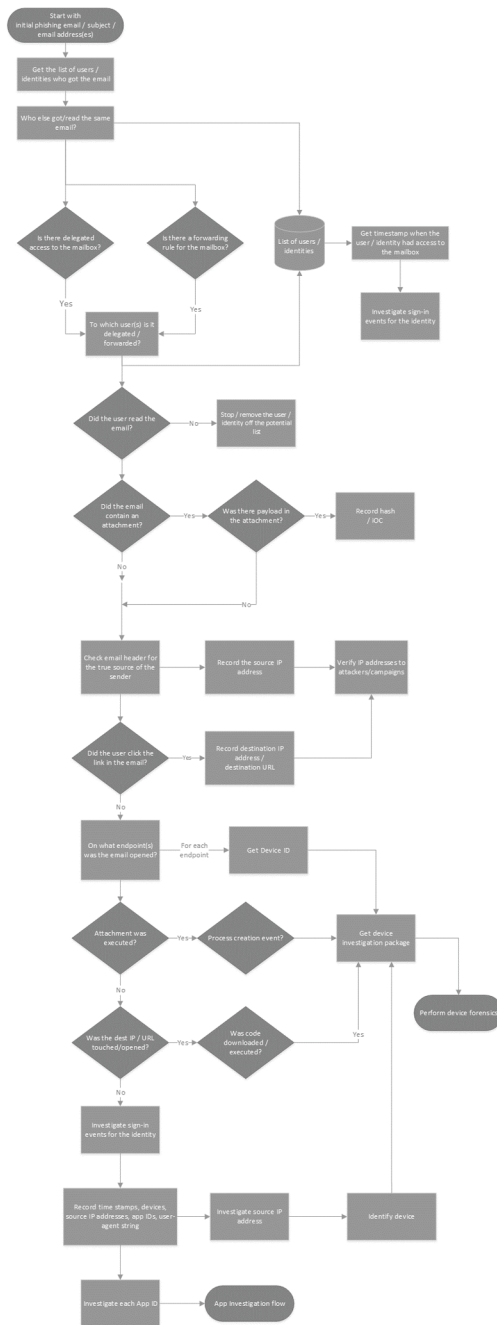 Start with
initial phishing email / subject /
email address(es)
Get the list of users /
identities who got the email
Who else got/read the same
email?
Is there delegated
access to the mailbox?
Is there a forwarding
rule for the mailbox?
List of users /
identities
Get timestamp when the
user / identity had access to
the mailbox
Investigate sign-in
events for the identity
Yes
Yes
To which user(s) is it
delegated /
forwarded?
Did the user read the
email?
No
Stop / remove the user /
identity off the potential
list
Did the email
contain an
attachment?
Yes
Was there payload in
the attachment?
Yes
Record hash
/ IOC
No
No
Check email header for
the true source of the
sender
Record the source IP
address
Verify IP addresses to
attackers/campaigns
Did the user click the
link in the email?
Yes
Record destination IP
address /
destination URL
No
On what endpoint(s)
was the email opened?
For each
endpoint
Get Device ID
Attachment was
executed?
Yes
Process creation event?
Get device
investigation package
No
Perform device forensics
Was the dest IP / URL
touched/opened?
Yes
Was code
downloaded /
executed?
Yes
No
Investigate sign-in
events for the identity
Record time stamps, devices,
source IP addresses, app IDs, user-
agent string
Investigate source IP
address
Identify device
Investigate each App ID
App Investigation flow